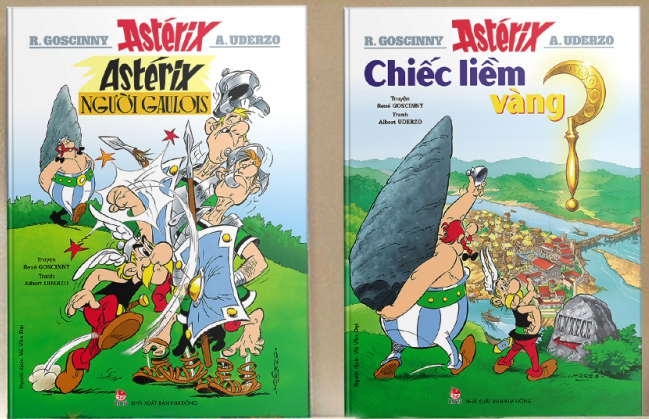 R. GOSCINNY Astérix A. UDERZO
Astérix
NGƯỜI GAULOIS
Truyện
René GOSCINNY
Tranh
Albert UDERZO
Người dịch: Vũ Văn Đại
NHÀ XUẤT BẢN KIM ĐỒNG
R. GOSCINNY Astérix A. UDERZO
Chiếc liềm
vàng
Truyện
René GOSCINNY
Tranh
Albert UDERZO
LUTECE
Người dịch: Vũ Văn Đại
NHÀ XUẤT BẢN KIM ĐỒNG